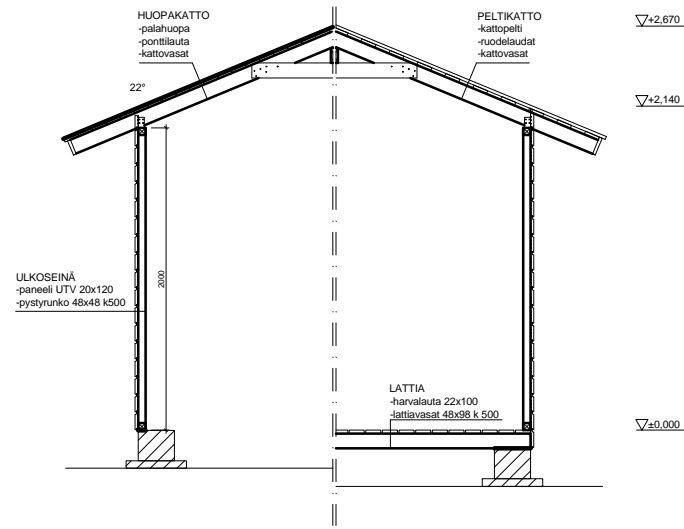 HUOPAKATTO
-palahuopa
-ponttilauta
-kattovasat
PELTIKATTO
-kattopelti
-ruodelaudat
-kattovasat
+2,670
22°
+2,140
ULKOSEINÄ
-paneeli UTV 20x120
-pystyrunko 48x48 k500
2000
LATTIA
-harvalauta 22x100
-lattiavasat 48x98 k 500
±0,000